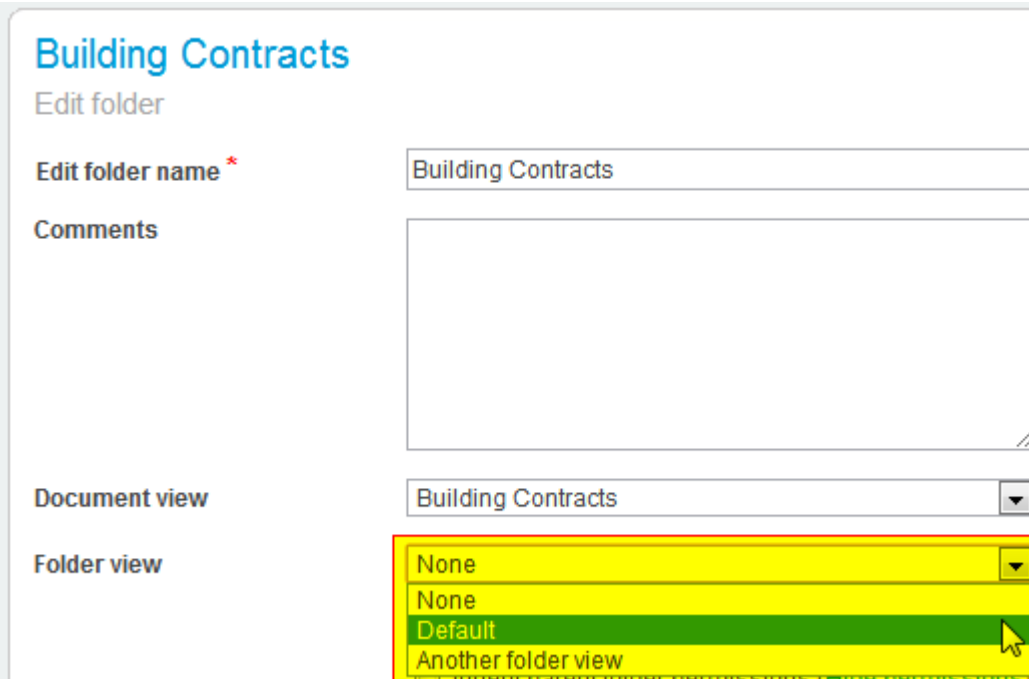 Building Contracts
Edit folder
Edit folder name * Building Contracts
Comments
Document view Building Contracts
Folder view None
None
Default
Another folder view